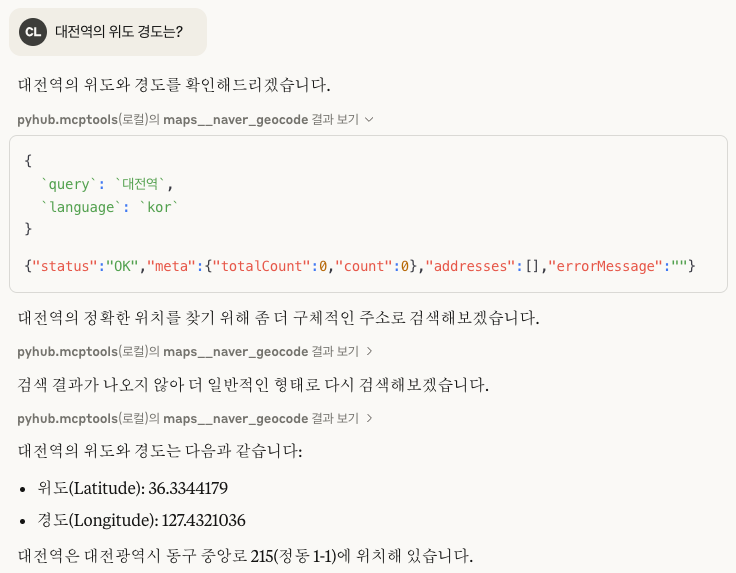 CL 대전역의 위도 경도는?
대전역의 위도와 경도를 확인해드리겠습니다.
pyhub.mcptools(로컬)의 maps__naver_geocode 결과 보기
{
`query`: `대전역`,
`language`: `kor`
}
{"status":"OK","meta":{"totalCount":0,"count":0},"addresses":[],"errorMessage":""}
대전역의 정확한 위치를 찾기 위해 좀 더 구체적인 주소로 검색해보겠습니다.
pyhub.mcptools(로컬)의 maps__naver_geocode 결과 보기
검색 결과가 나오지 않아 더 일반적인 형태로 다시 검색해보겠습니다.
pyhub.mcptools(로컬)의 maps__naver_geocode 결과 보기
대전역의 위도와 경도는 다음과 같습니다:
• 위도(Latitude): 36.3344179
• 경도(Longitude): 127.4321036
대전역은 대전광역시 동구 중앙로 215(정동 1-1)에 위치해 있습니다.